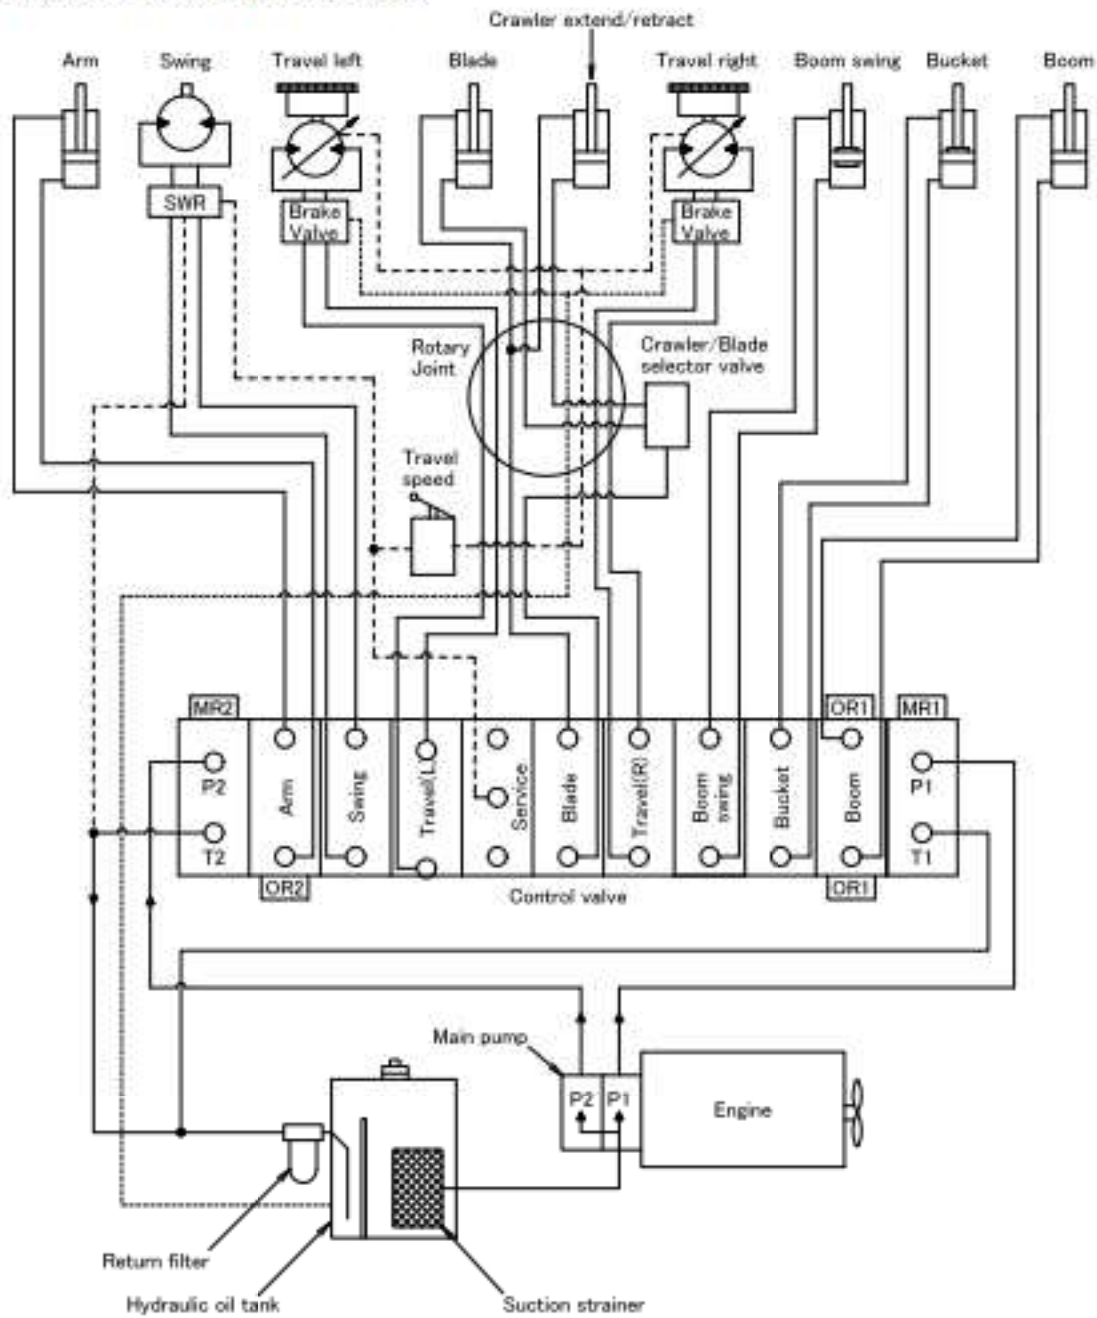 Crawler extend/retract
Arm
Swing
Travel left
Blade
Travel right
Boom swing
Bucket
Boom
SWR
Brake
Valve
Brake
Valve
Rotary
Joint
Crawler/Blade
selector valve
Travel
speed
MR2
OR1
MR1
P2
T2
Arm
Swing
Travel(L)
Service
Blade
Travel(R)
Boom
swing
Bucket
Boom
P1
T1
OR2
Control valve
OR1
Main pump
P2
P1
Engine
Return filter
Hydraulic oil tank
Suction strainer